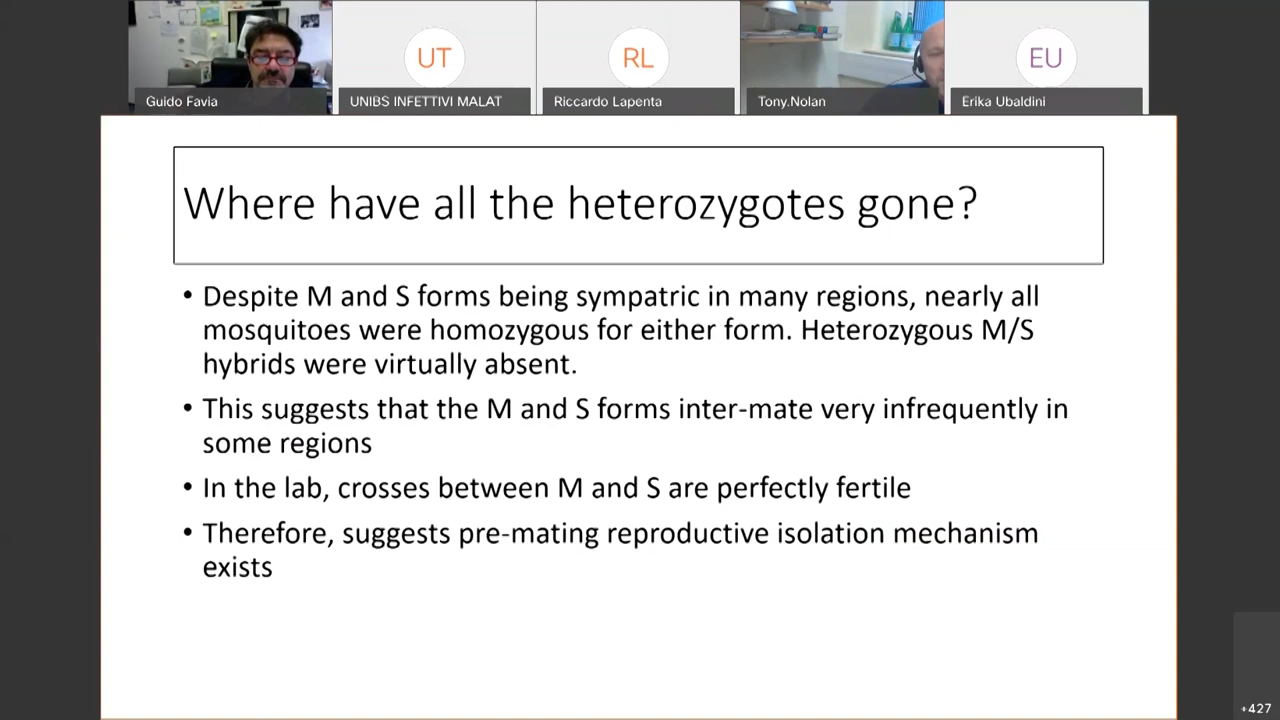 UT
RL
EU
Guido Favia
UNIBS INFETTIVI MALAT
Riccardo Lapenta
Tony.Nolan
Erika Ubaldini
Where have all the heterozygotes gone?
• Despite M and S forms being sympatric in many regions, nearly all
mosquitoes were homozygous for either form. Heterozygous M/S
hybrids were virtually absent.
• This suggests that the M and S forms inter-mate very infrequently in
some regions
• In the lab, crosses between M and S are perfectly fertile
• Therefore, suggests pre-mating reproductive isolation mechanism
exists
+427